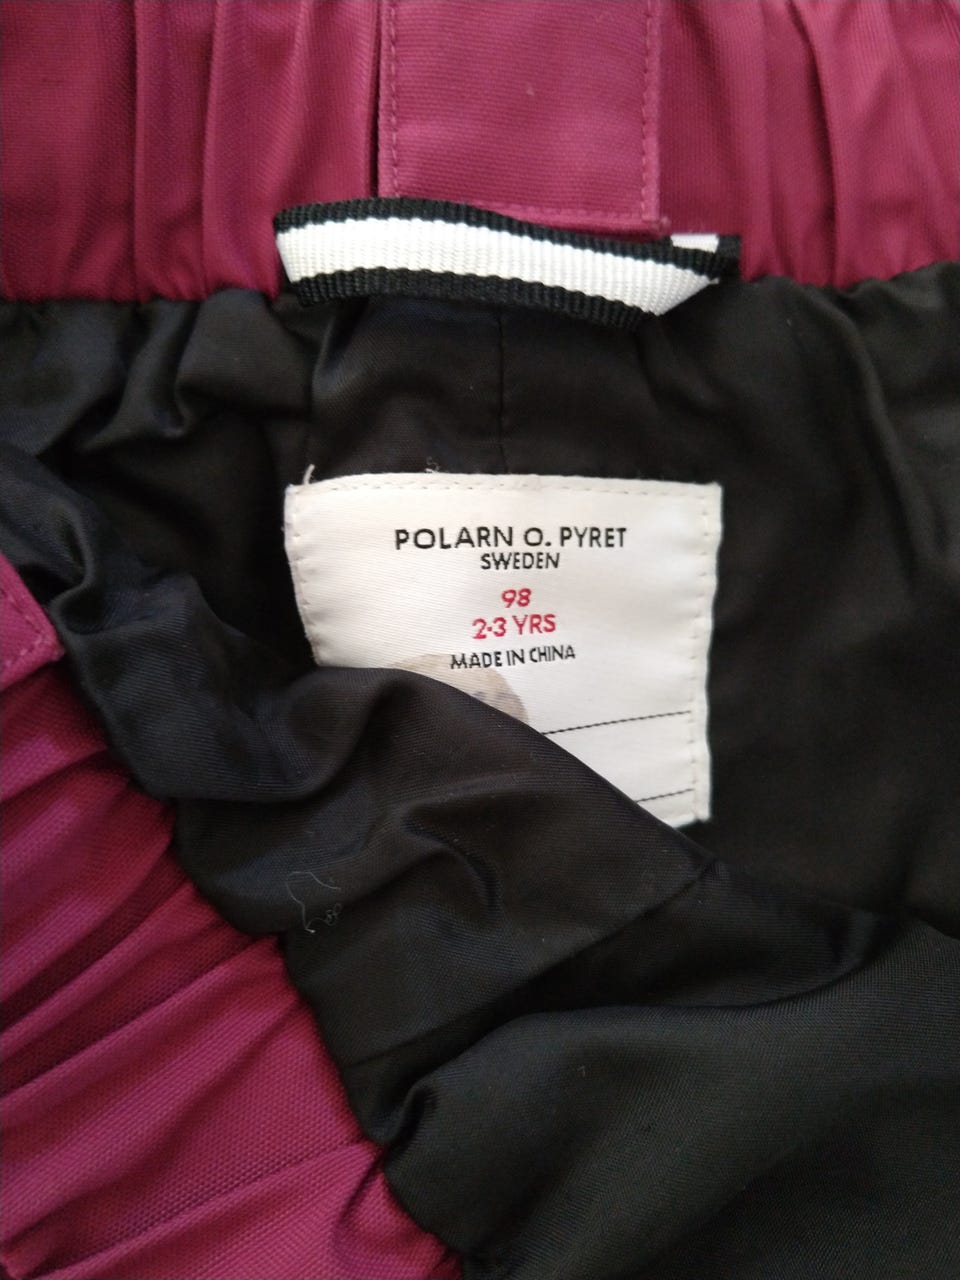 POLARN O. PYRET
SWEDEN
98
2-3 YRS
MADE IN CHINA